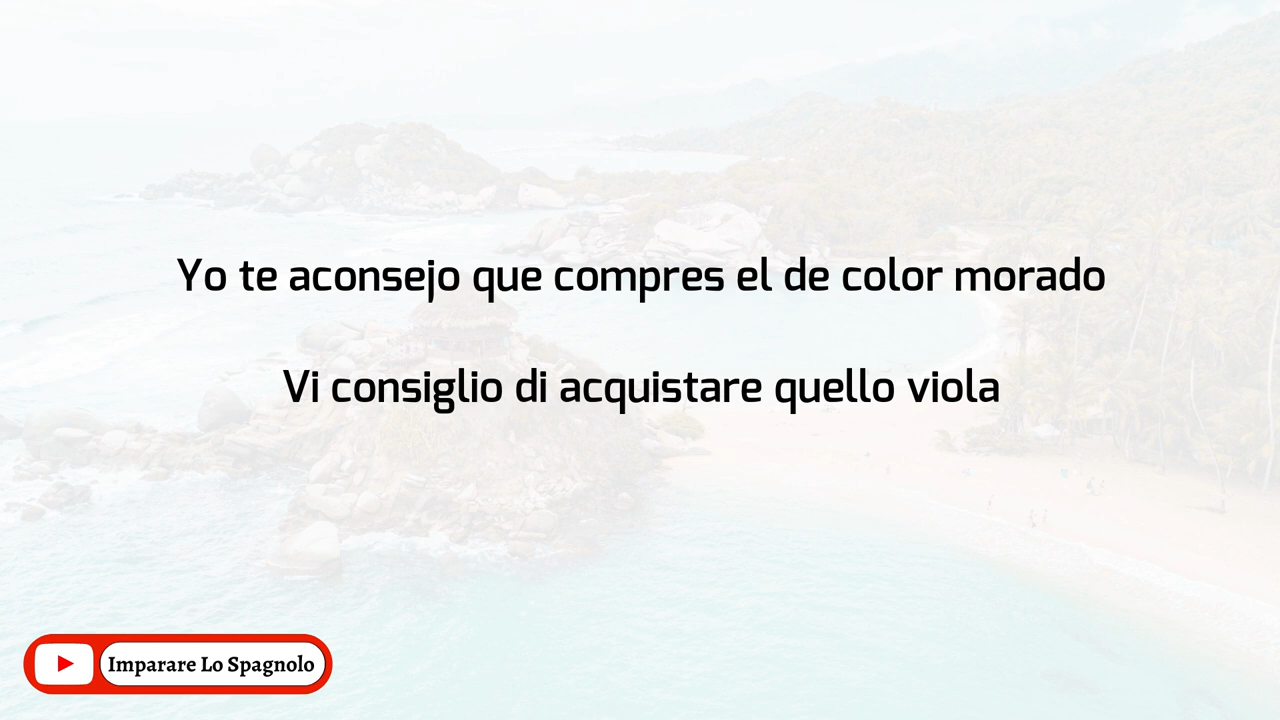 Yo te aconsejo que compres el de color morado
Vi consiglio di acquistare quello viola
Imparare Lo Spagnolo